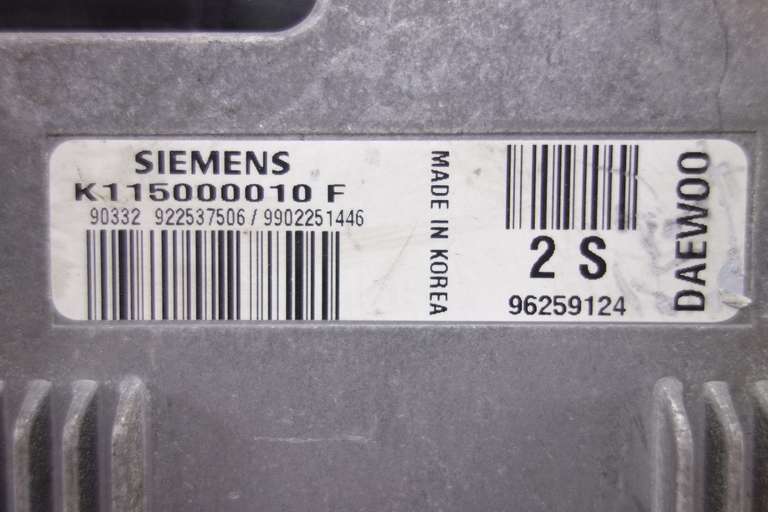 SIEMENS
K115000010 F
90332 922537506 / 9902251446
MADE IN KOREA
2 S
96259124
DAEWOO